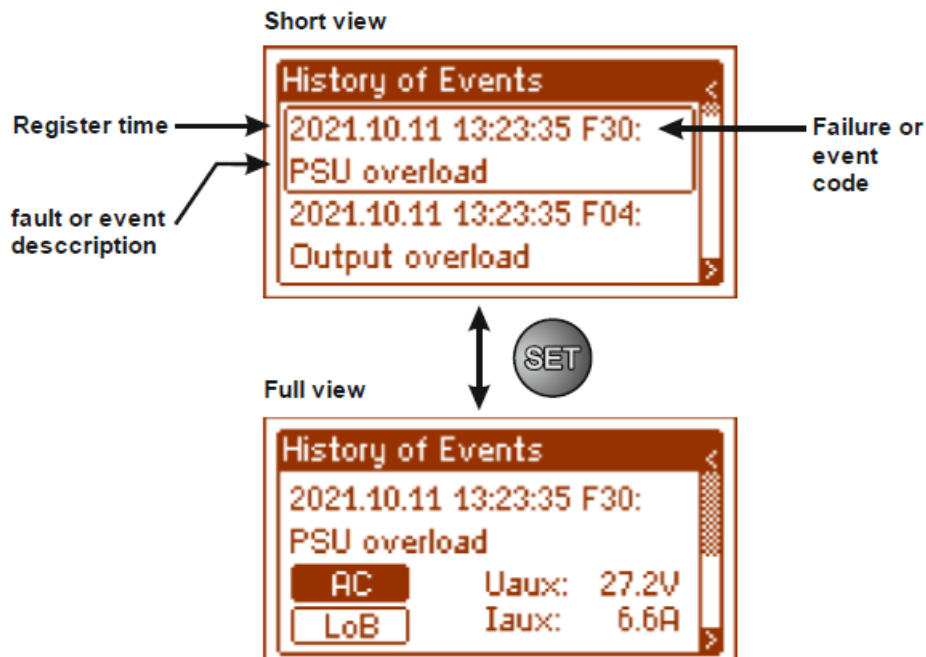 Short view
History of Events
Register time
2021.10.11 13:23:35 F30:
PSU overload
Failure or
event
code
fault or event
desccription
2021.10.11 13:23:35 F04:
Output overload
SET
Full view
History of Events
2021.10.11 13:23:35 F30:
PSU overload
AC Uaux: 27.2V
LoB Iaux: 6.6A